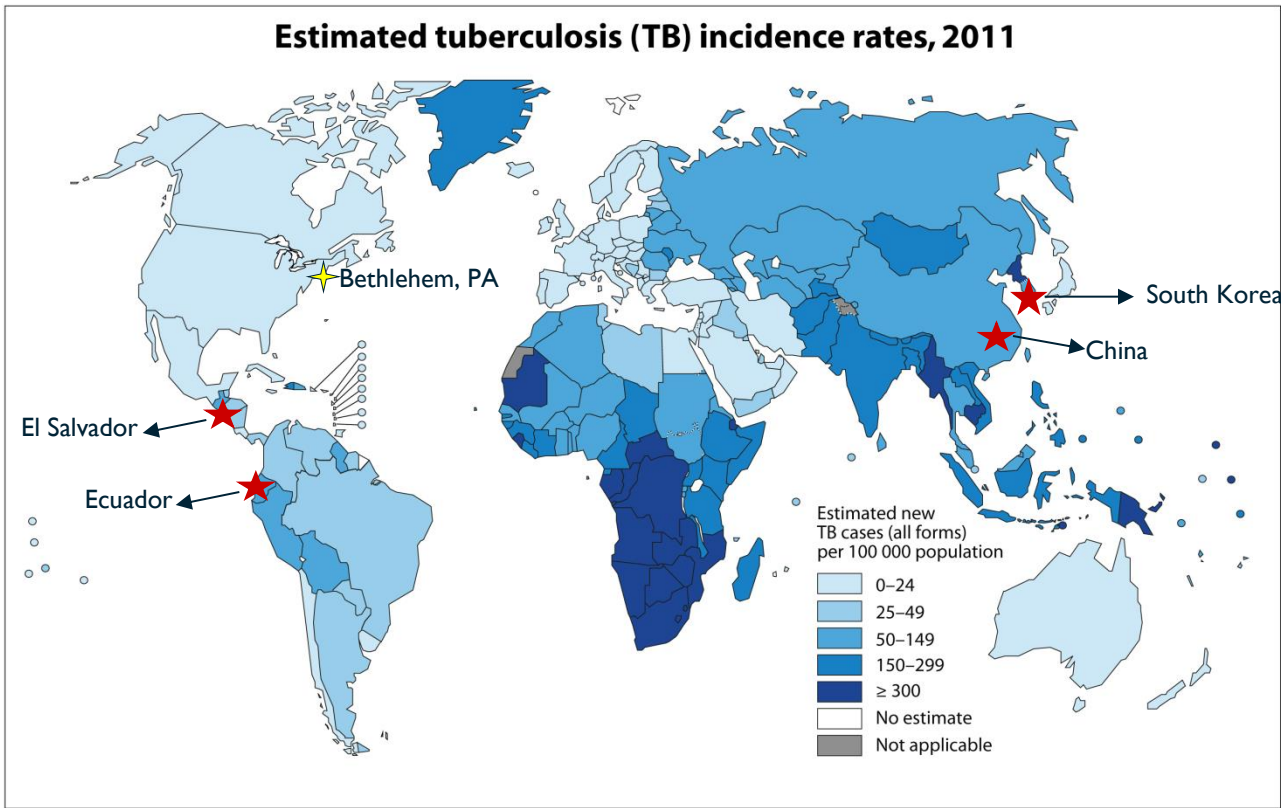 Estimated tuberculosis (TB) incidence rates, 2011
Bethlehem, PA
South Korea
China
El Salvador
Ecuador
Estimated new
TB cases (all forms)
per 100 000 population
0–24
25–49
50–149
150–299
≥ 300
No estimate
Not applicable